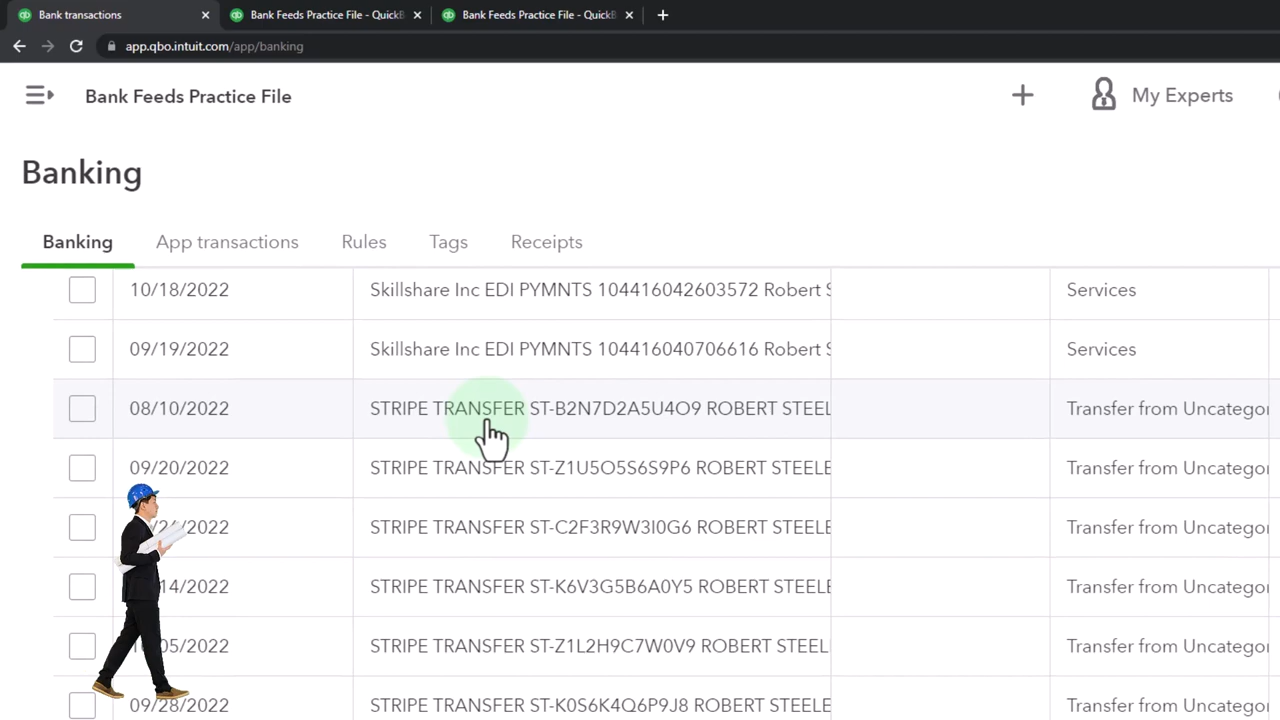 Bank transactions
Bank Feeds Practice File - QuickB
Bank Feeds Practice File - QuickB
app.qbo.intuit.com/app/banking
Bank Feeds Practice File
My Experts
Banking
Banking App transactions Rules Tags Receipts
10/18/2022 Skillshare Inc EDI PYMNTS 104416042603572 Robert S Services
09/19/2022 Skillshare Inc EDI PYMNTS 104416040706616 Robert S Services
08/10/2022 STRIPE TRANSFER ST-B2N7D2A5U4O9 ROBERT STEEL Transfer from Uncategor
09/20/2022 STRIPE TRANSFER ST-Z1U5O5S6S9P6 ROBERT STEELE Transfer from Uncategor
/2022 STRIPE TRANSFER ST-C2F3R9W3I0G6 ROBERT STEELE Transfer from Uncategor
14/2022 STRIPE TRANSFER ST-K6V3G5B6A0Y5 ROBERT STEELE Transfer from Uncategor
05/2022 STRIPE TRANSFER ST-Z1L2H9C7W0V9 ROBERT STEEL Transfer from Uncategor
09/28/2022 STRIPE TRANSFER ST-K0S6K4Q6P9J8 ROBERT STEELE Transfer from Uncategor